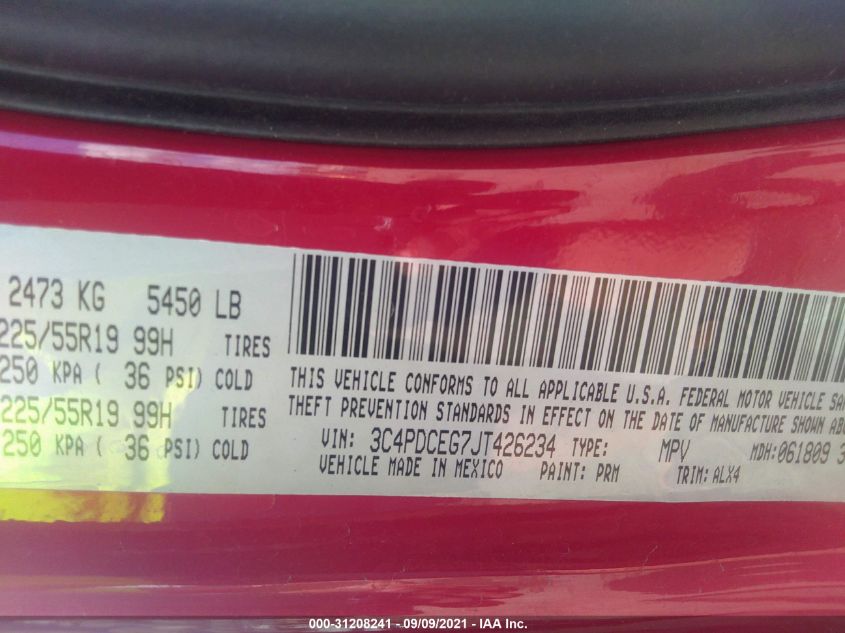 2473 KG 5450 LB
225/55R19 99H TIRES
250 KPA ( 36 PSI) COLD
225/55R19 99H TIRES
250 KPA ( 36 PSI) COLD
THIS VEHICLE CONFORMS TO ALL APPLICABLE U.S.A. FEDERAL MOTOR VEHICLE SA
THEFT PREVENTION STANDARDS IN EFFECT ON THE DATE OF MANUFACTURE SHOWN ABO
VIN: 3C4PDCEG7JT426234 TYPE: MPV MDH:061809 3
VEHICLE MADE IN MEXICO PAINT: PRM TRIM: ALX4
000-31208241 - 09/09/2021 - IAA Inc.